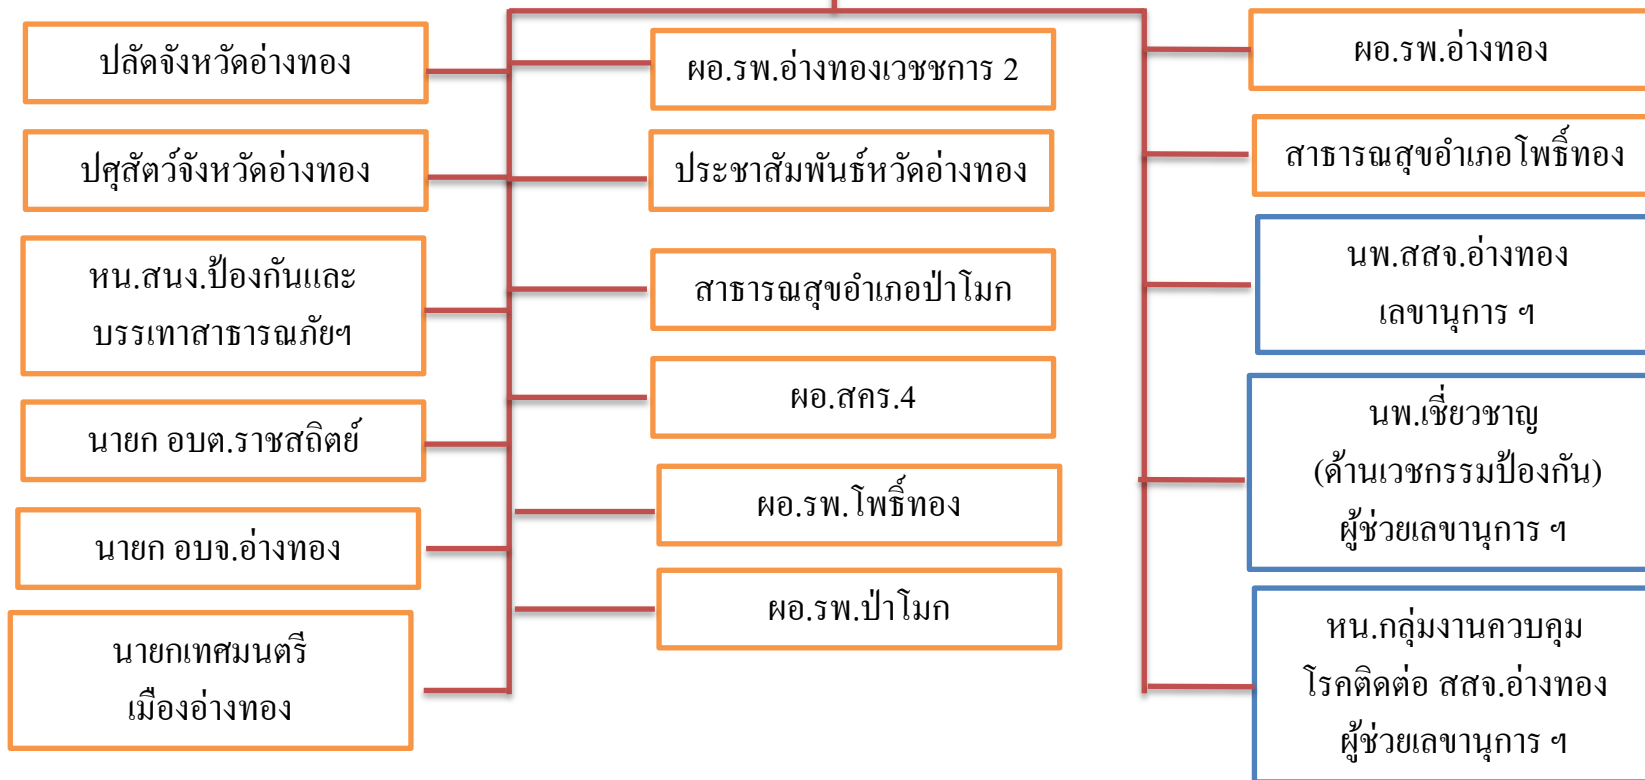 ปลัดจังหวัดอ่างทอง
ปศุสัตว์จังหวัดอ่างทอง
หน.สนง.ป้องกันและ
บรรเทาสาธารณภัยฯ
นายก อบต.ราชสถิตย์
นายก อบจ.อ่างทอง
นายกเทศมนตรี
เมืองอ่างทอง
ผอ.รพ.อ่างทองเวชชการ 2
ประชาสัมพันธ์หวัดอ่างทอง
สาธารณสุขอำเภอป่าโมก
ผอ.สคร.4
ผอ.รพ.โพธิ์ทอง
ผอ.รพ.ป่าโมก
ผอ.รพ.อ่างทอง
สาธารณสุขอำเภอโพธิ์ทอง
นพ.สสจ.อ่างทอง
เลขานุการ ฯ
นพ.เชี่ยวชาญ
(ด้านเวชกรรมป้องกัน)
ผู้ช่วยเลขานุการ ฯ
หน.กลุ่มงานควบคุม
โรคติดต่อ สสจ.อ่างทอง
ผู้ช่วยเลขานุการ ฯ